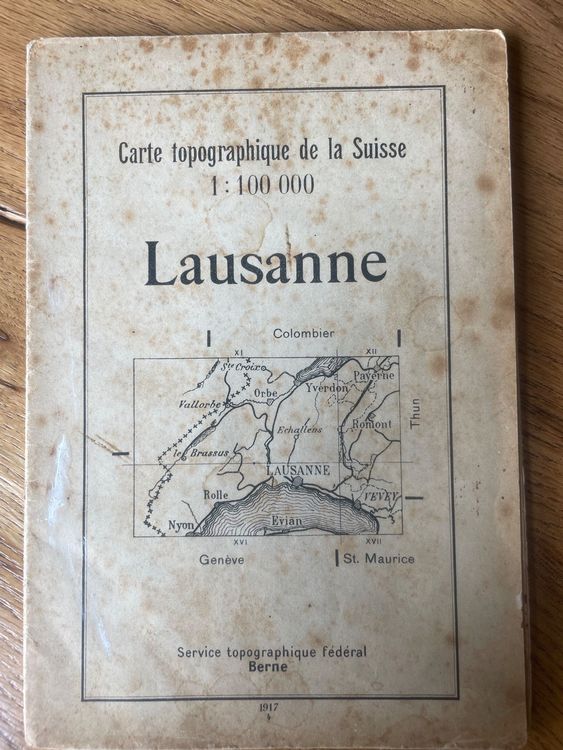 Carte topographique de la Suisse
1:100 000
Lausanne
Colombier
XI
XII
Ste Croix
Payerne
Yverdon
Orbe
Vallorbe
Thun
Romont
Echallens
le Brassus
LAUSANNE
Rolle
VEVEY
Nyon
Evian
XVI
XVII
Genève
St. Maurice
Service topographique fédéral
Berne
1917
4